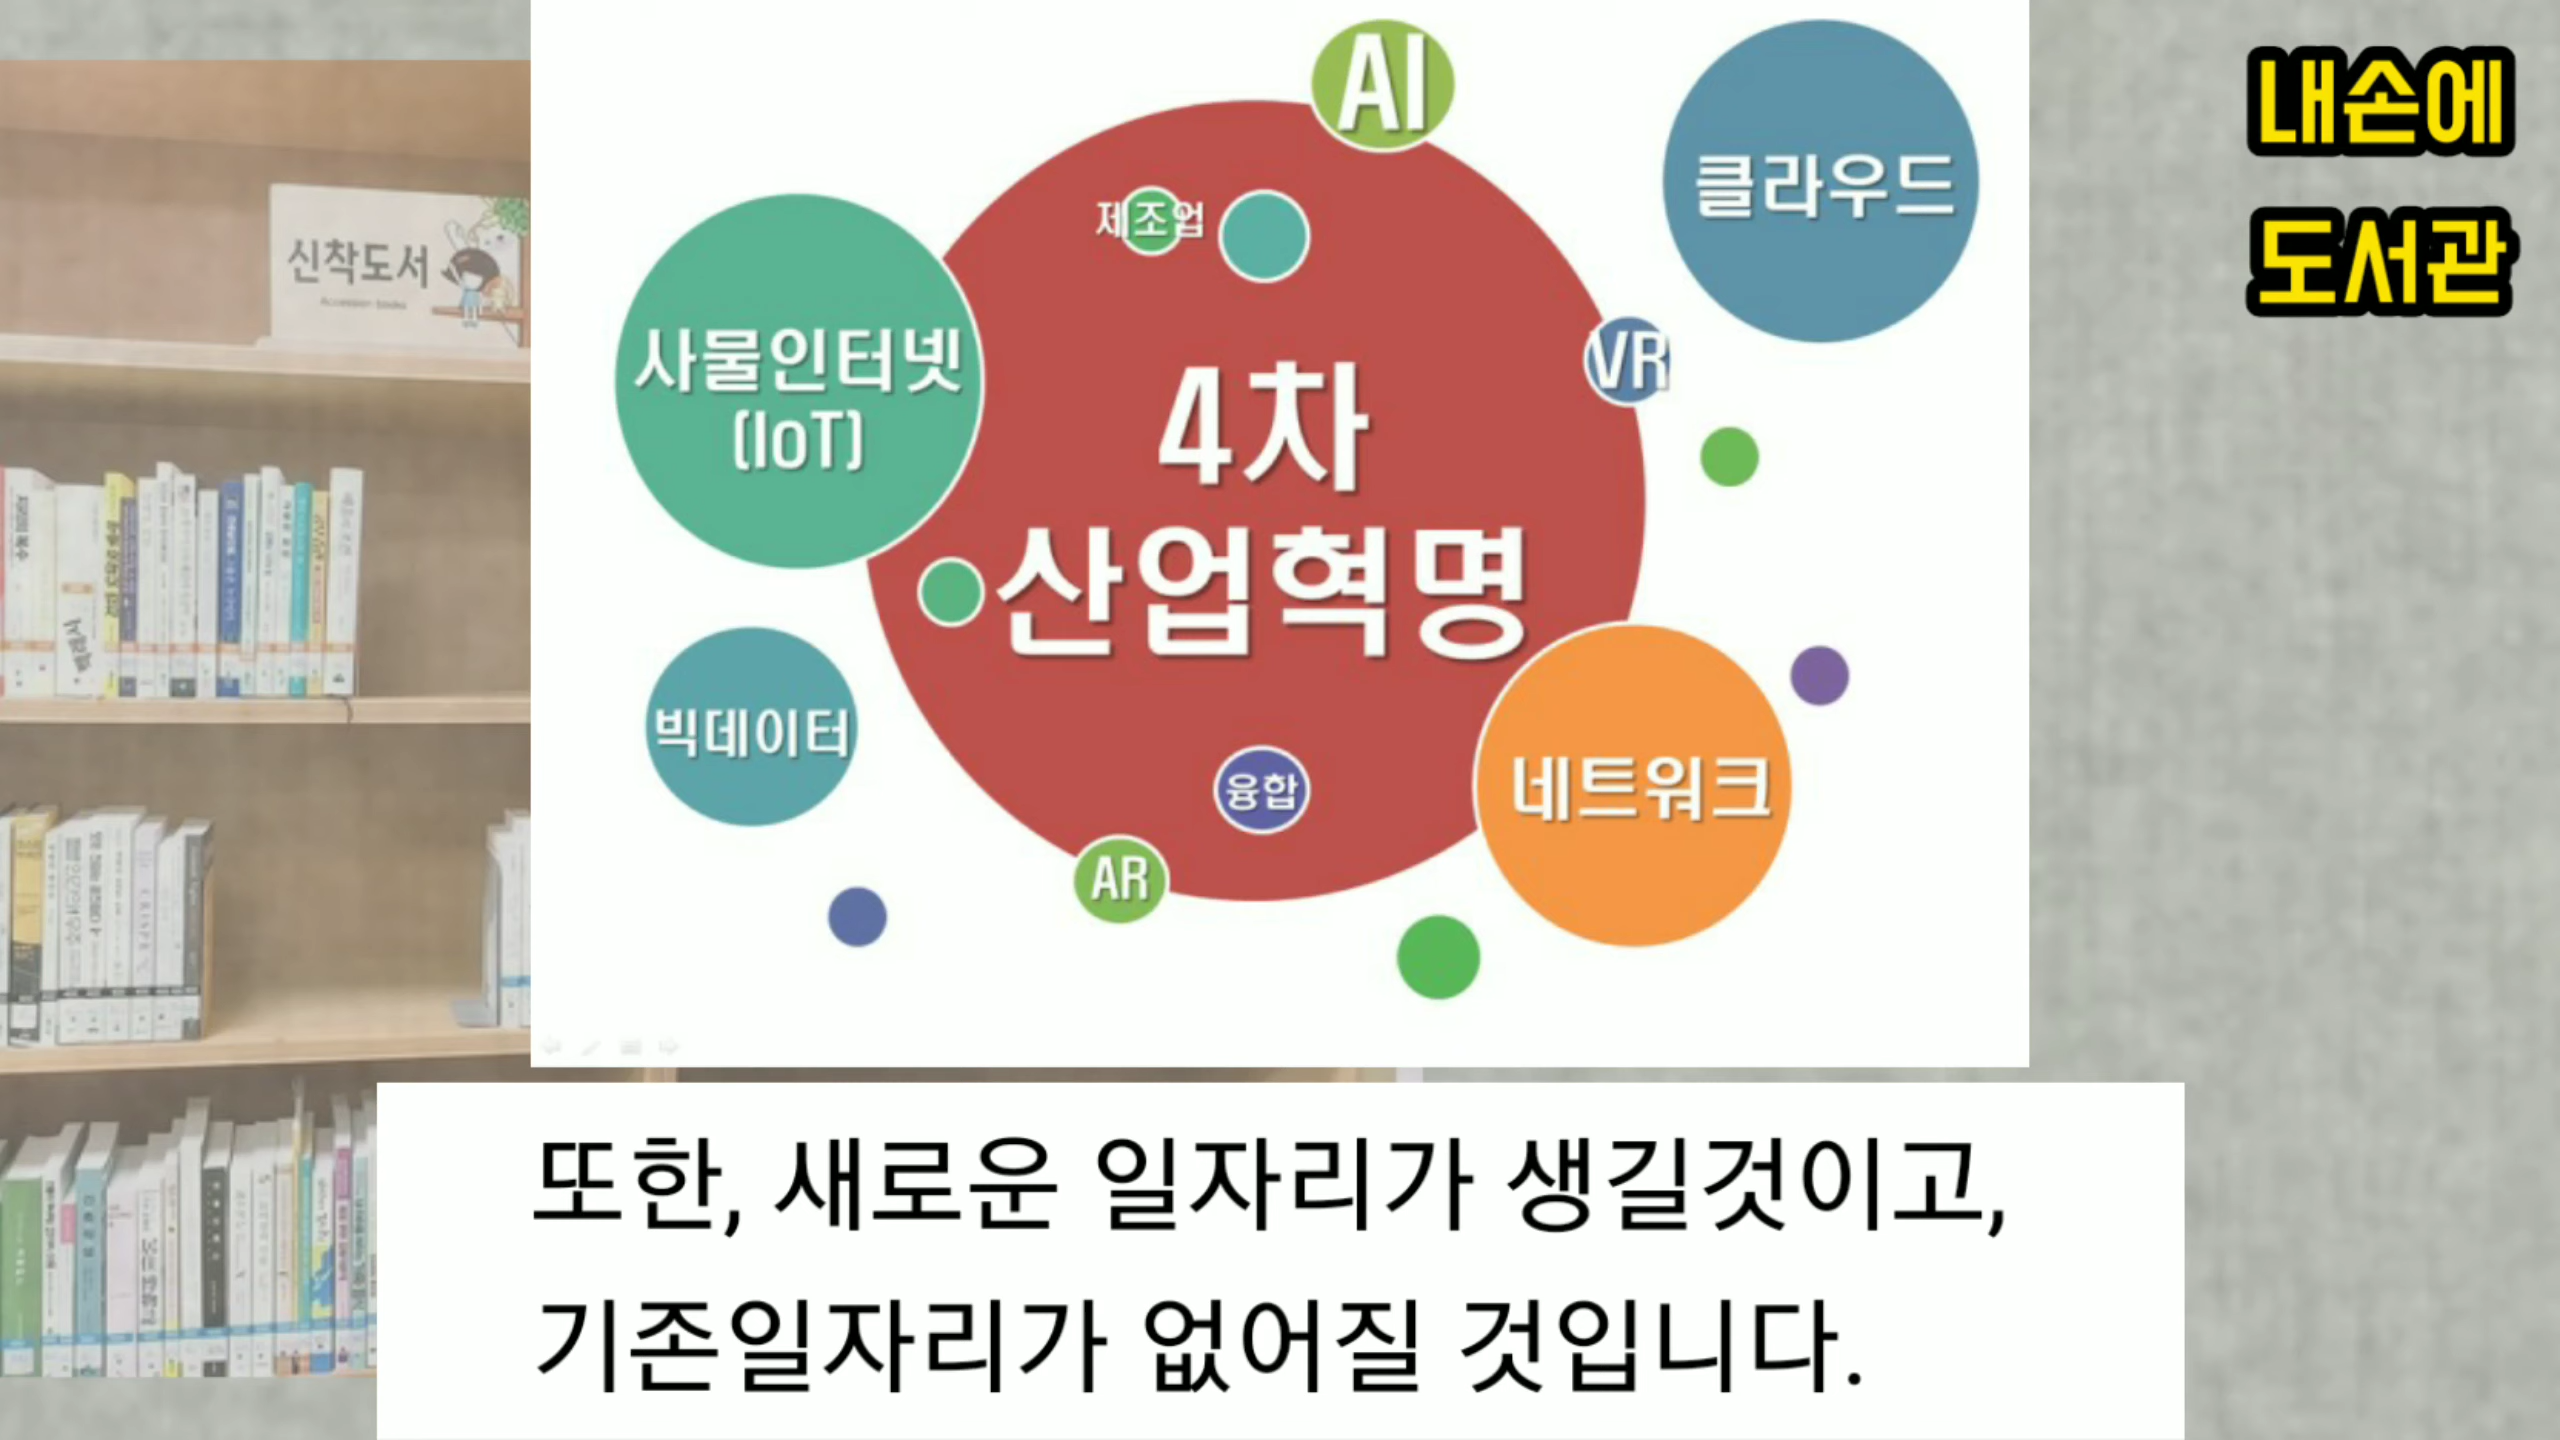 내손에
도서관
신착도서
Accession books
AI
클라우드
제조업
사물인터넷
(IoT)
VR
4차
산업혁명
빅데이터
융합
네트워크
AR
또한, 새로운 일자리가 생길것이고,
기존일자리가 없어질 것입니다.